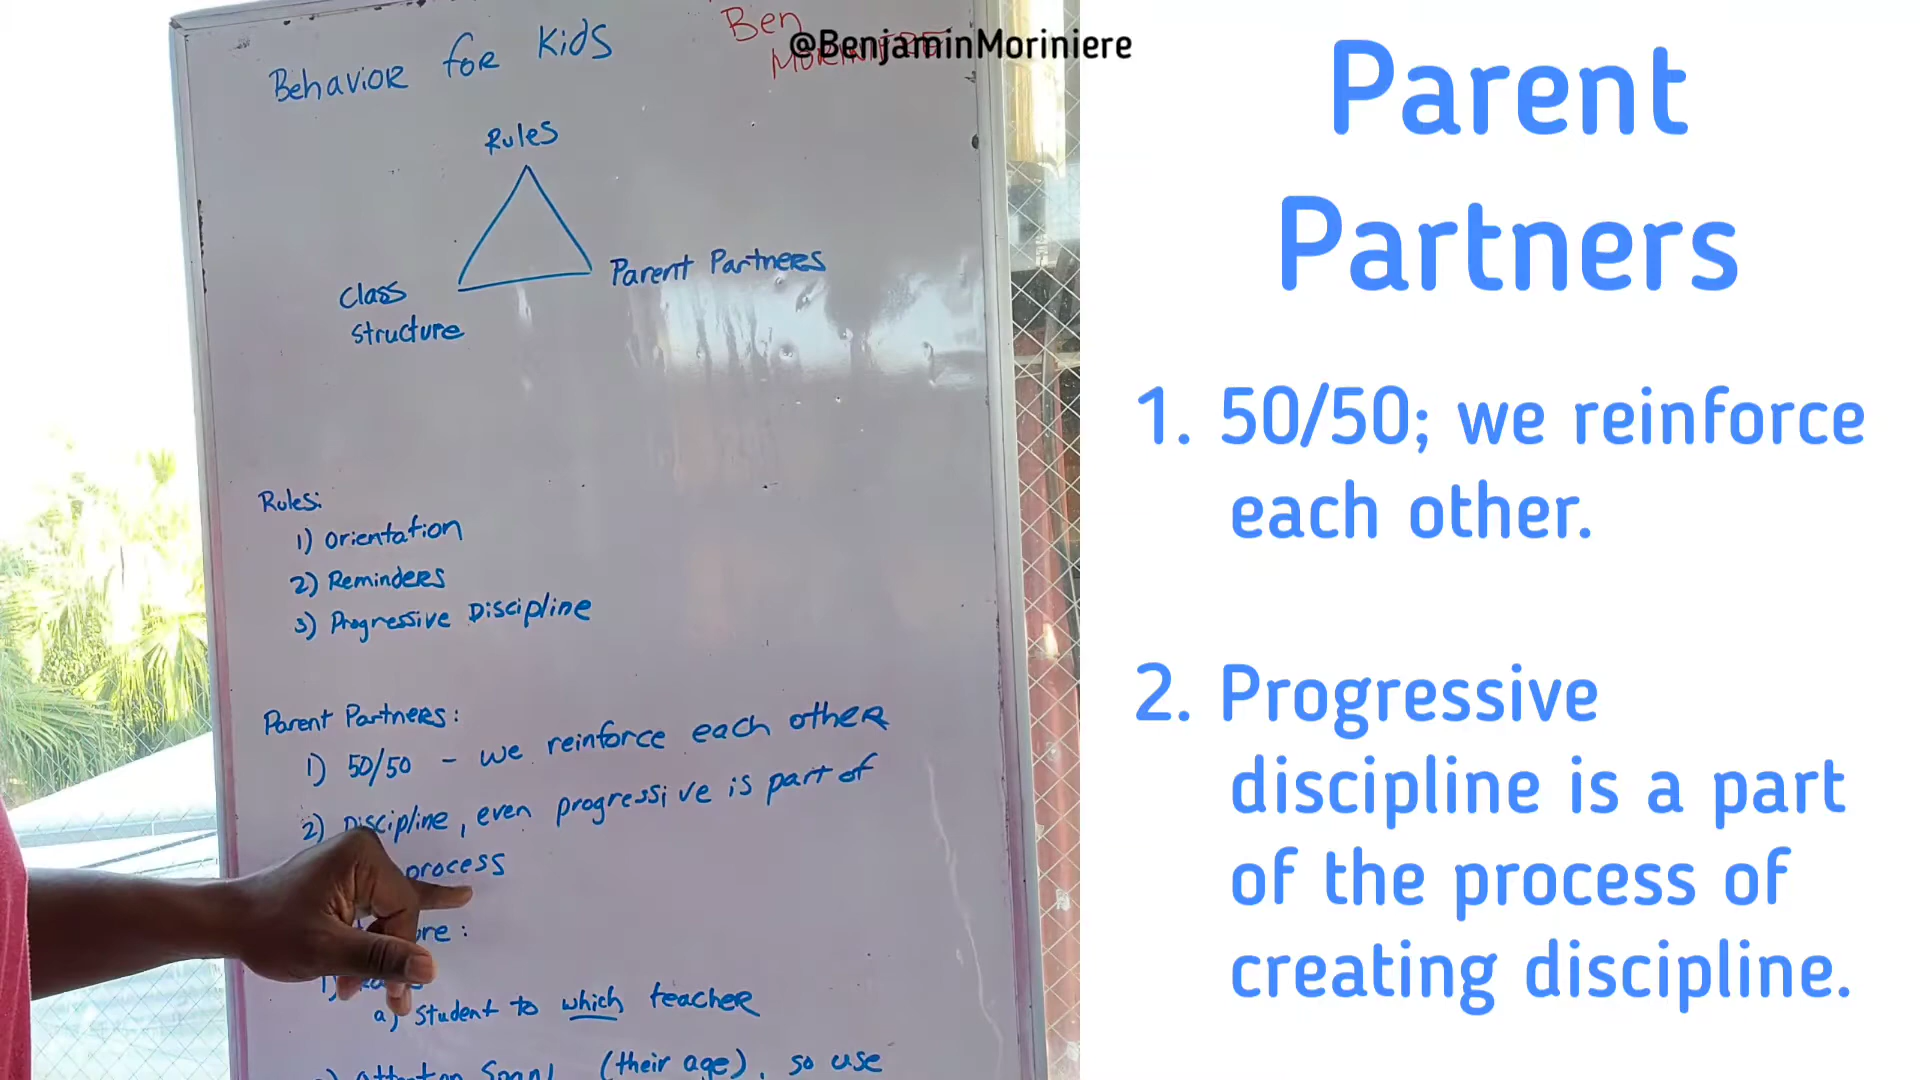 Behavior for Kids
Ben
MORINIERE
@BenjaminMoriniere
Rules
Parent Partners
Class
Structure
Rules:
1) Orientation
2) Reminders
3) Progressive Discipline
Parent Partners:
1) 50/50 - we reinforce each other
2) Discipline, even progressive is part of
process
1)
a) Student to which teacher
(their age), so use
Parent
Partners
1. 50/50; we reinforce
each other.
2. Progressive
discipline is a part
of the process of
creating discipline.